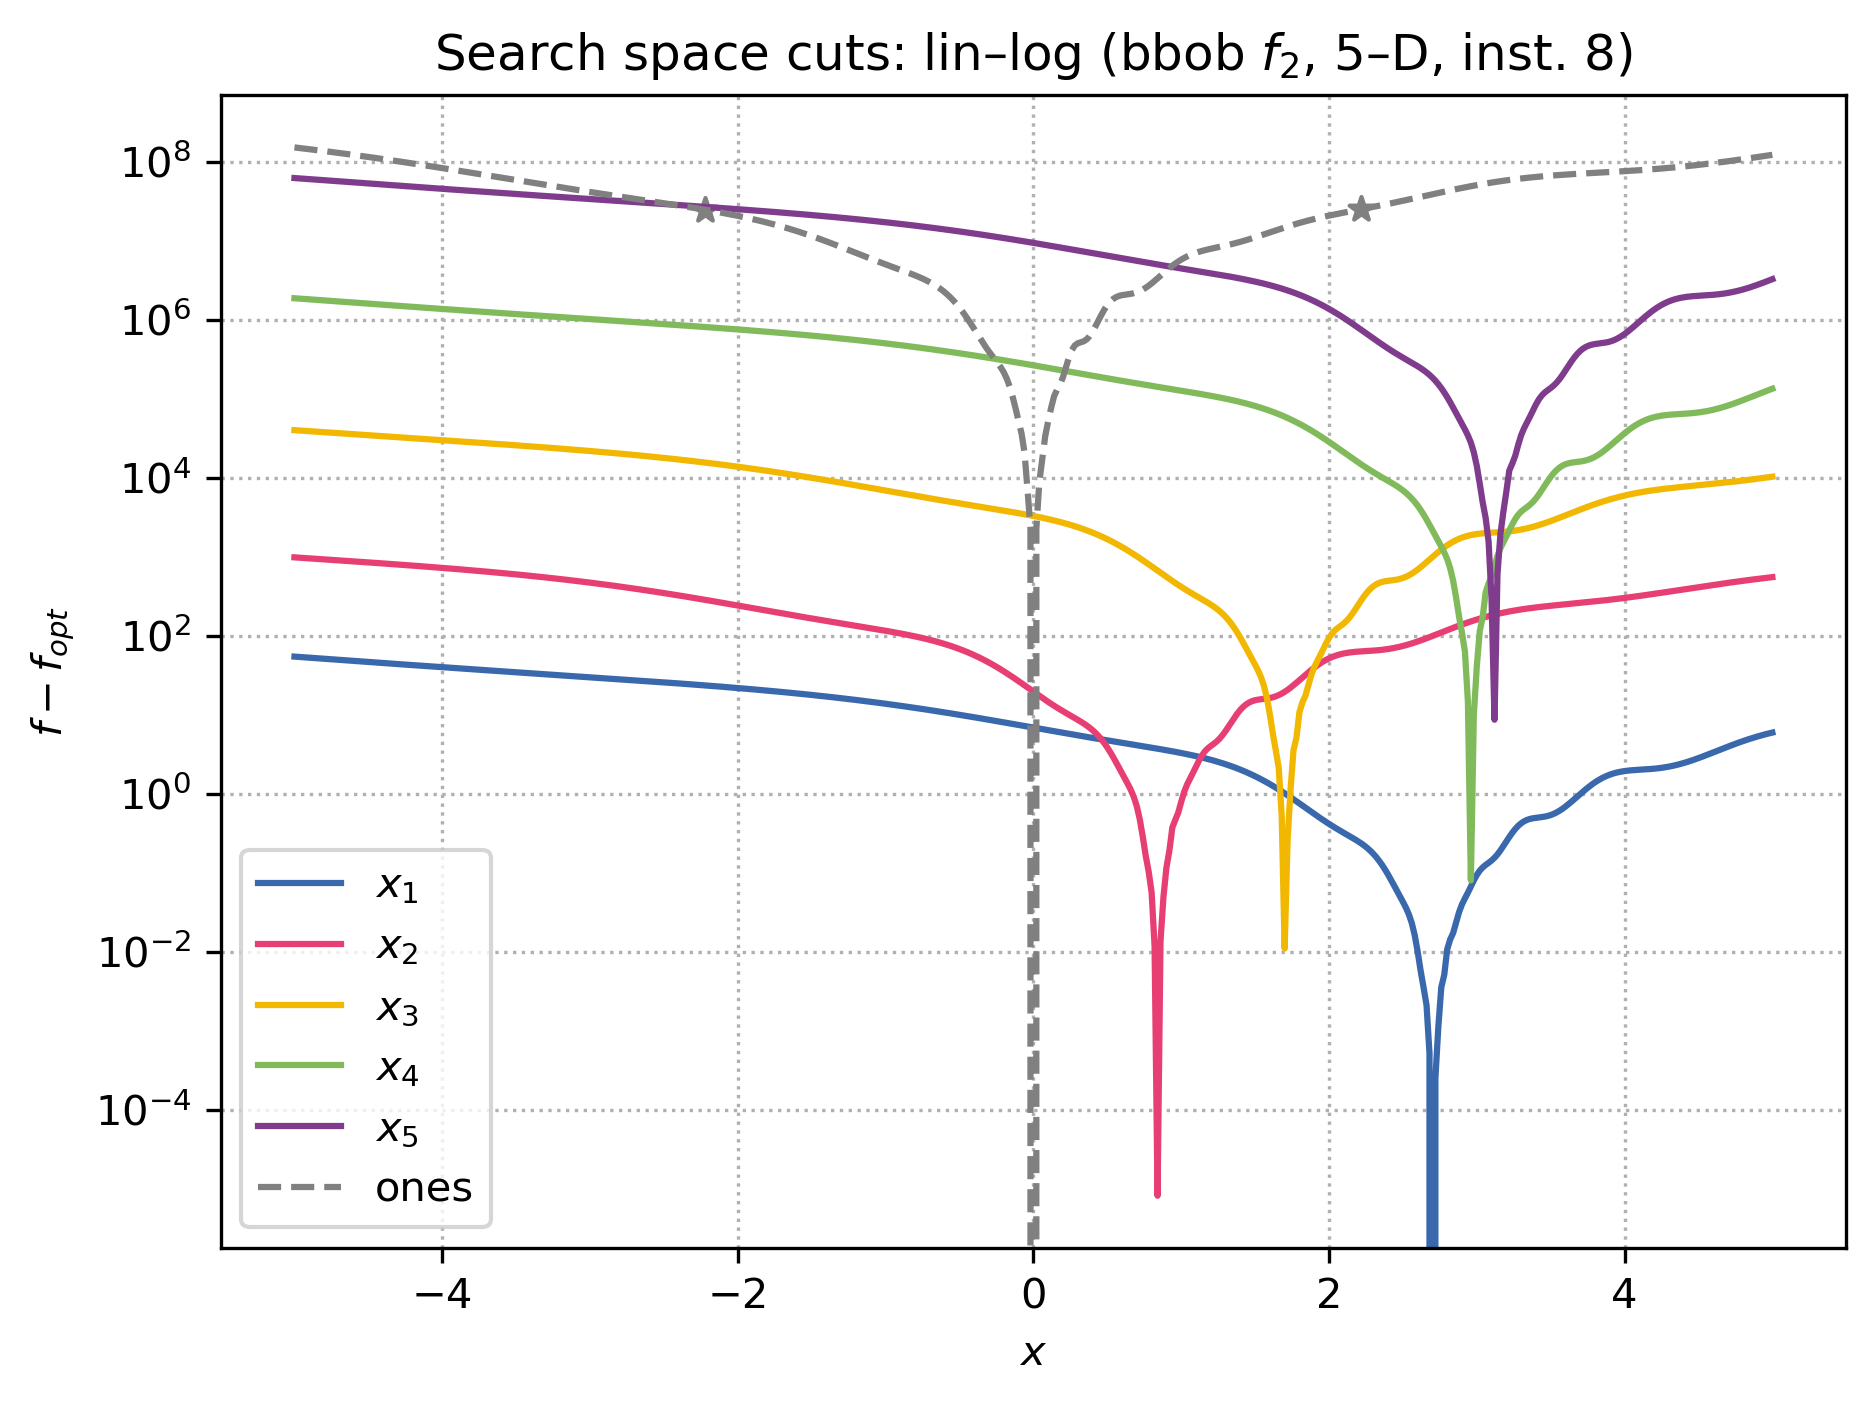 Search space cuts: lin–log (bbob f₂, 5–D, inst. 8)
10⁸
10⁶
10⁴
10²
10⁰
10⁻²
10⁻⁴
f − f_opt
x₁
x₂
x₃
x₄
x₅
ones
−4 −2 0 2 4
x